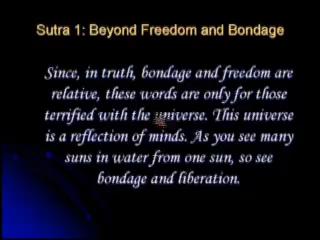 Sutra 1: Beyond Freedom and Bondage
Since, in truth, bondage and freedom are
relative, these words are only for those
terrified with the universe. This universe
is a reflection of minds. As you see many
suns in water from one sun, so see
bondage and liberation.